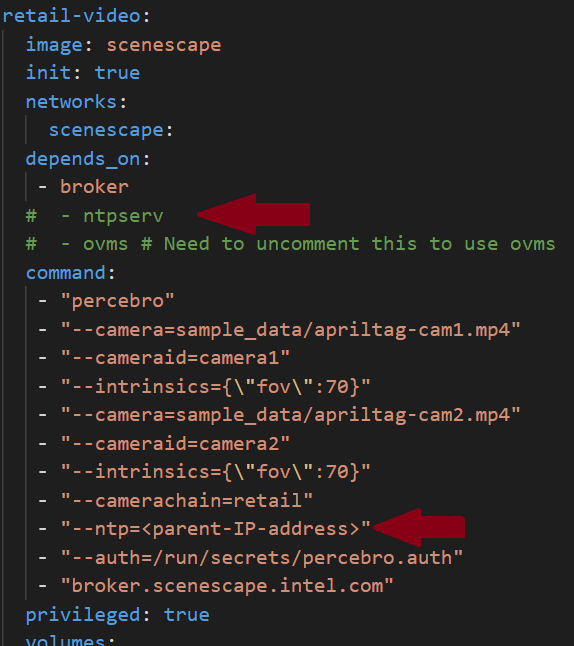 retail-video:
image: scenescape
init: true
networks:
scenescape:
depends_on:
- broker
#  - ntpserv
#  - ovms # Need to uncomment this to use ovms
command:
- "percebro"
- "--camera=sample_data/apriltag-cam1.mp4"
- "--cameraid=camera1"
- "--intrinsics={\"fov\":70}"
- "--camera=sample_data/apriltag-cam2.mp4"
- "--cameraid=camera2"
- "--intrinsics={\"fov\":70}"
- "--camerachain=retail"
- "--ntp=<parent-IP-address>"
- "--auth=/run/secrets/percebro.auth"
- "broker.scenescape.intel.com"
privileged: true
volumes: